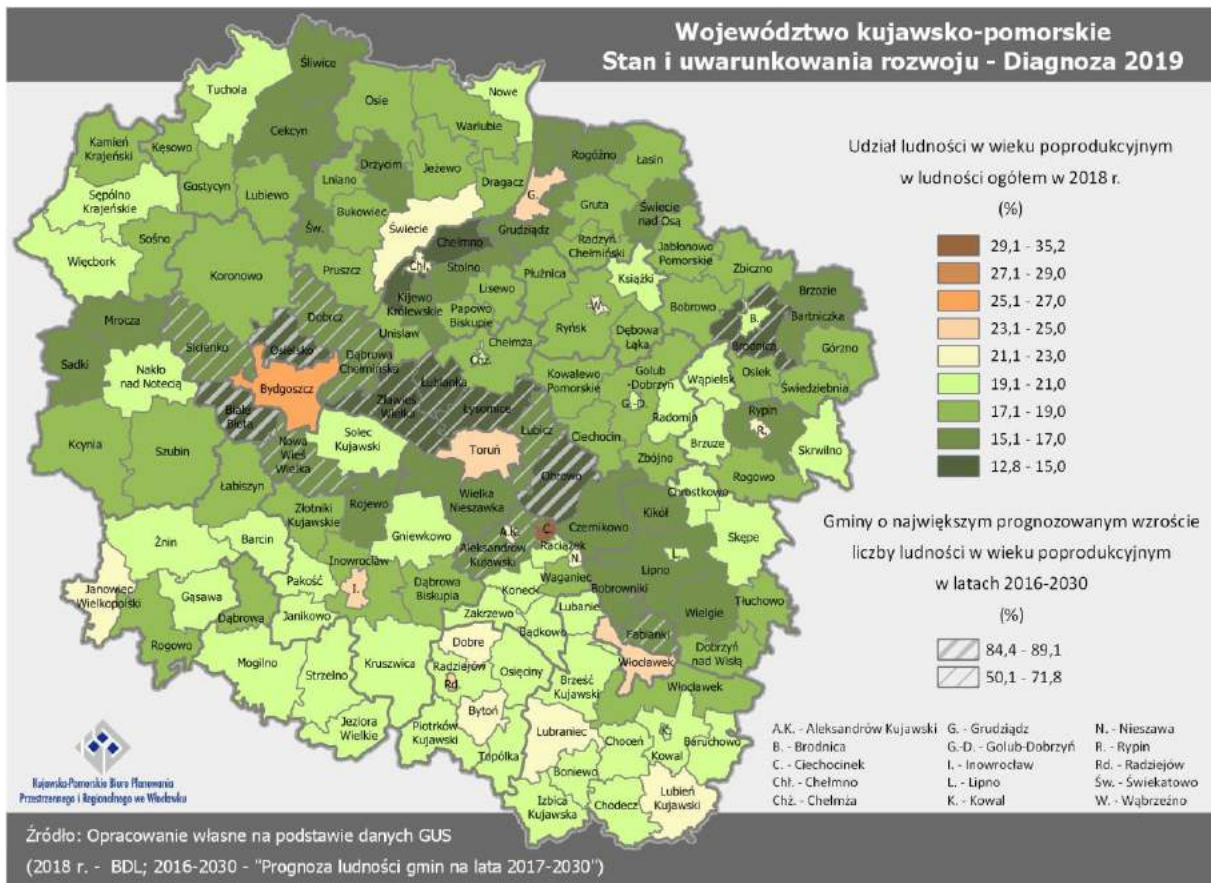 Województwo kujawsko-pomorskie
Stan i uwarunkowania rozwoju - Diagnoza 2019
Udział ludności w wieku poprodukcyjnym
w ludności ogółem w 2018 r.
(%)
29,1 - 35,2
27,1 - 29,0
25,1 - 27,0
23,1 - 25,0
21,1 - 23,0
19,1 - 21,0
17,1 - 19,0
15,1 - 17,0
12,8 - 15,0
Gminy o największym prognozowanym wzroście
liczby ludności w wieku poprodukcyjnym
w latach 2016-2030
(%)
84,4 - 89,1
50,1 - 71,8
A.K. - Aleksandrów Kujawski
B. - Brodnica
C. - Ciechocinek
Chł. - Chełmno
Chż. - Chełmża
G. - Grudziądz
G.-D. - Golub-Dobrzyń
I. - Inowrocław
L. - Lipno
K. - Kowal
N. - Nieszawa
R. - Rypin
Rd. - Radziejów
Św. - Świekatowo
W. - Wąbrzeźno
Śliwice
Tuchola
Nowe
Osie
Cekcyn
Warlubie
Kamień
Krajeński
Kęsowo
Rogóźno
Łasin
Drzycim
Gostycyn
Lubiewo
Lniano
Jeżewo
Dragacz
G.
Sępólno
Krajeńskie
Bukowiec
Gruta
Świecie
nad Osą
Św.
Świecie
Grudziądz
Sośno
Chełmno
Radzyń
Chełmiński
Jabłonowo
Pomorskie
Więcbork
Pruszcz
Chł.
Stolno
Płużnica
Książki
Zbiczno
Koronowo
Kijewo
Królewskie
Lisewo
Brzozie
Dobrcz
Papowo
Biskupie
W.
Bobrowo
Bartniczka
Mrocza
Unisław
Ryńsk
B.
Sicienko
Osielsko
Dębowa
Łąka
Brodnica
Górzno
Sadki
Dąbrowa
Chełmińska
Chełmża
Chż.
Nakło
nad Notecią
Łubianka
Kowalewo
Pomorskie
Golub
-Dobrzyń
Wąpielsk
Osiek
Świedziebnia
Bydgoszcz
Zławieś
Wielka
Łysomice
G.-D.
Radomin
Rypin
Białe
Błota
Lubicz
R.
Kcynia
Szubin
Nowa
Wieś
Wielka
Solec
Kujawski
Toruń
Ciechocin
Brzuze
Skrwilno
Zbójno
Rogowo
Obrowo
Łabiszyn
Wielka
Nieszawka
Chrostkowo
Złotniki
Kujawskie
Rojewo
Kikół
Gniewkowo
A.K.
C.
Czernikowo
Skępe
Żnin
Barcin
Aleksandrów
Kujawski
Raciążek
L.
Inowrocław
N.
Lipno
Janowiec
Wielkopolski
Pakość
I.
Dąbrowa
Biskupia
Waganiec
Gąsawa
Koneck
Bobrowniki
Tłuchowo
Dąbrowa
Janikowo
Zakrzewo
Lubanie
Wielgie
Rogowo
Bądkowo
Fabianki
Dobre
Dobrzyń
nad Wisłą
Mogilno
Kruszwica
Radziejów
Osięciny
Włocławek
Strzelno
Rd.
Brześć
Kujawski
Włocławek
Bytoń
Jeziora
Wielkie
Piotrków
Kujawski
Lubraniec
Choceń
K.
Kowal
Baruchowo
Topólka
Boniewo
Izbica
Kujawska
Chodecz
Lubień
Kujawski
Kujawsko-Pomorskie Biuro Planowania
Przestrzennego i Regionalnego we Włocławku
Źródło: Opracowanie własne na podstawie danych GUS
(2018 r. - BDL; 2016-2030 - "Prognoza ludności gmin na lata 2017-2030")